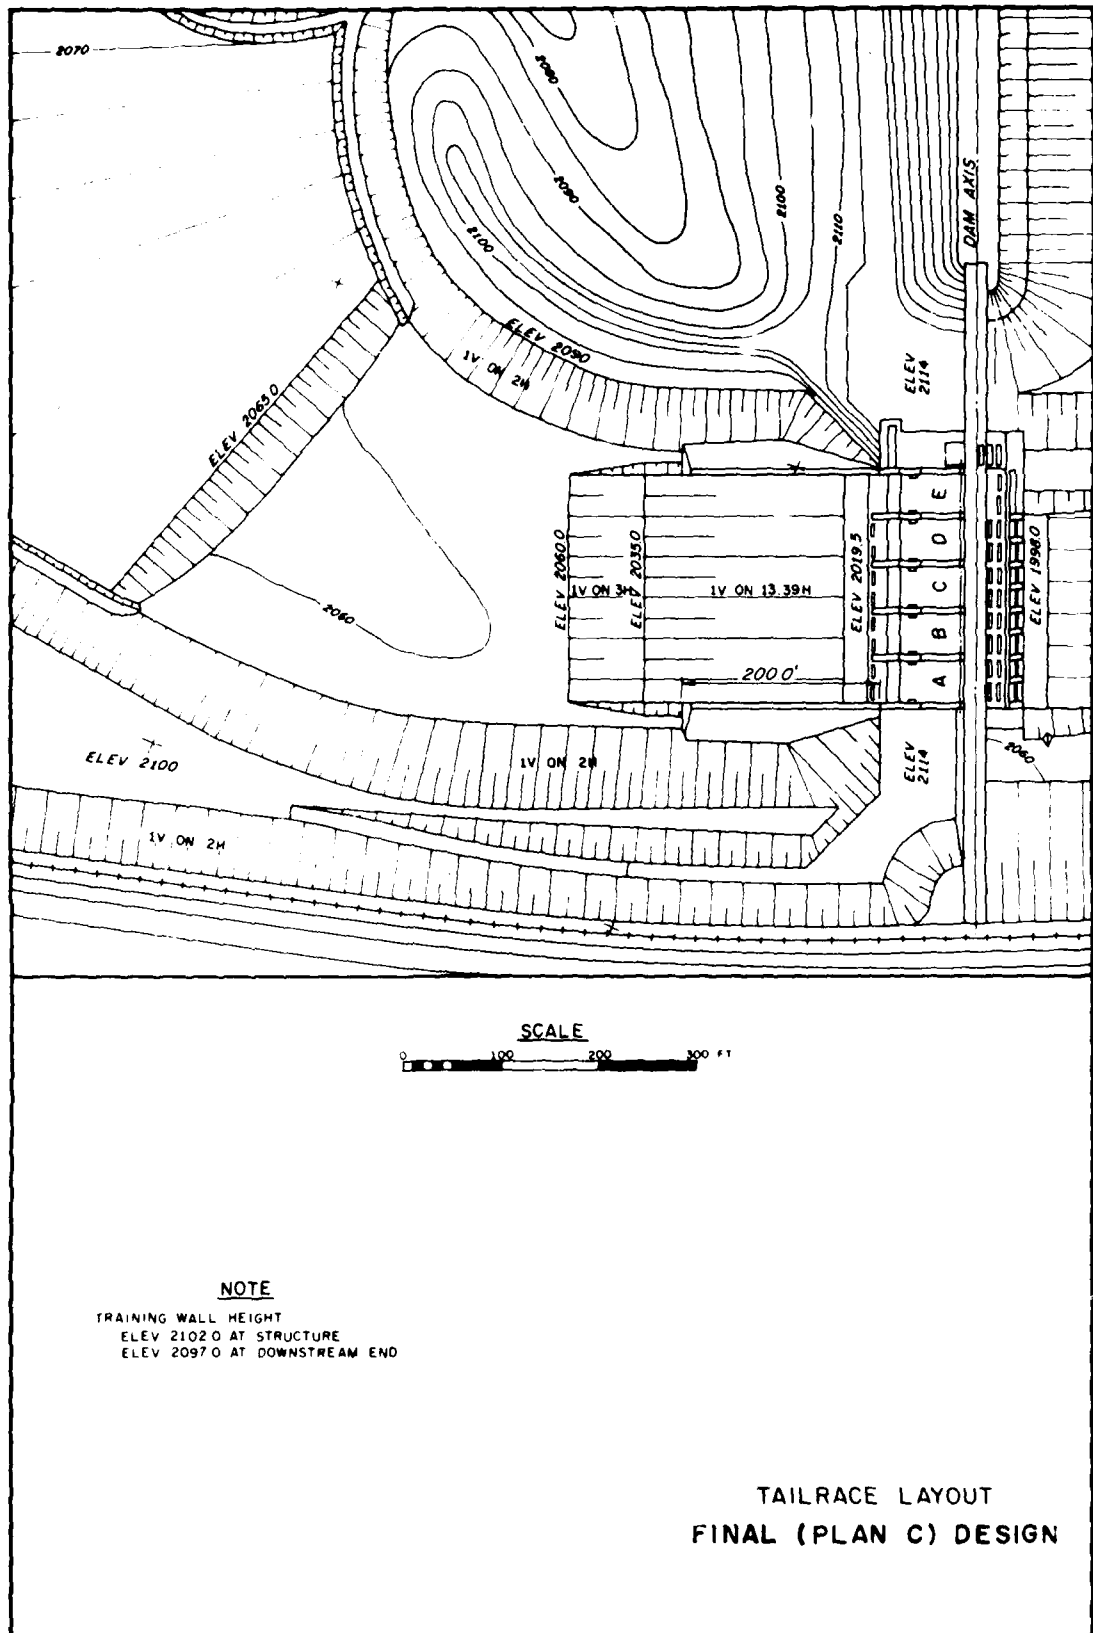 2070
2080
2090
2100
2100
2110
DAM AXIS
ELEV 2090
1V ON 2H
ELEV
2114
ELEV 2065.0
ELEV 2060.0
1V ON 3H
ELEV 2035.0
1V ON 13.39H
ELEV 2019.5
E
D
C
B
A
ELEV 1998.0
2060
200.0'
ELEV 2100
1V ON 2H
ELEV
2114
2060
1V ON 2H
SCALE
0 100 200 300 FT
NOTE
TRAINING WALL HEIGHT
ELEV 2102.0 AT STRUCTURE
ELEV 2097.0 AT DOWNSTREAM END
TAILRACE LAYOUT
FINAL (PLAN C) DESIGN